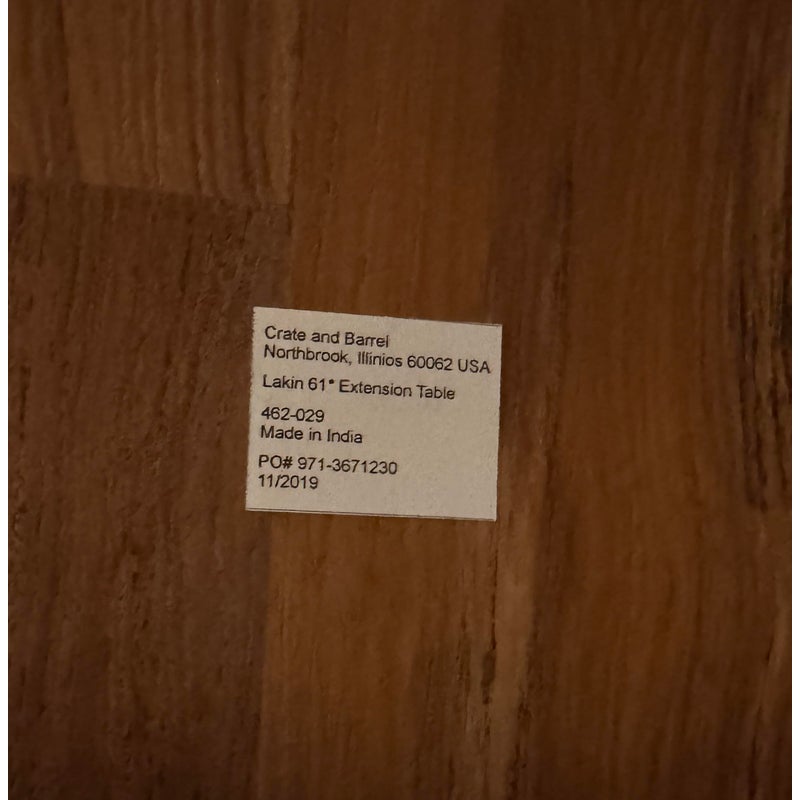 Crate and Barrel
Northbrook, Illinios 60062 USA
Lakin 61" Extension Table
462-029
Made in India
PO# 971-3671230
11/2019